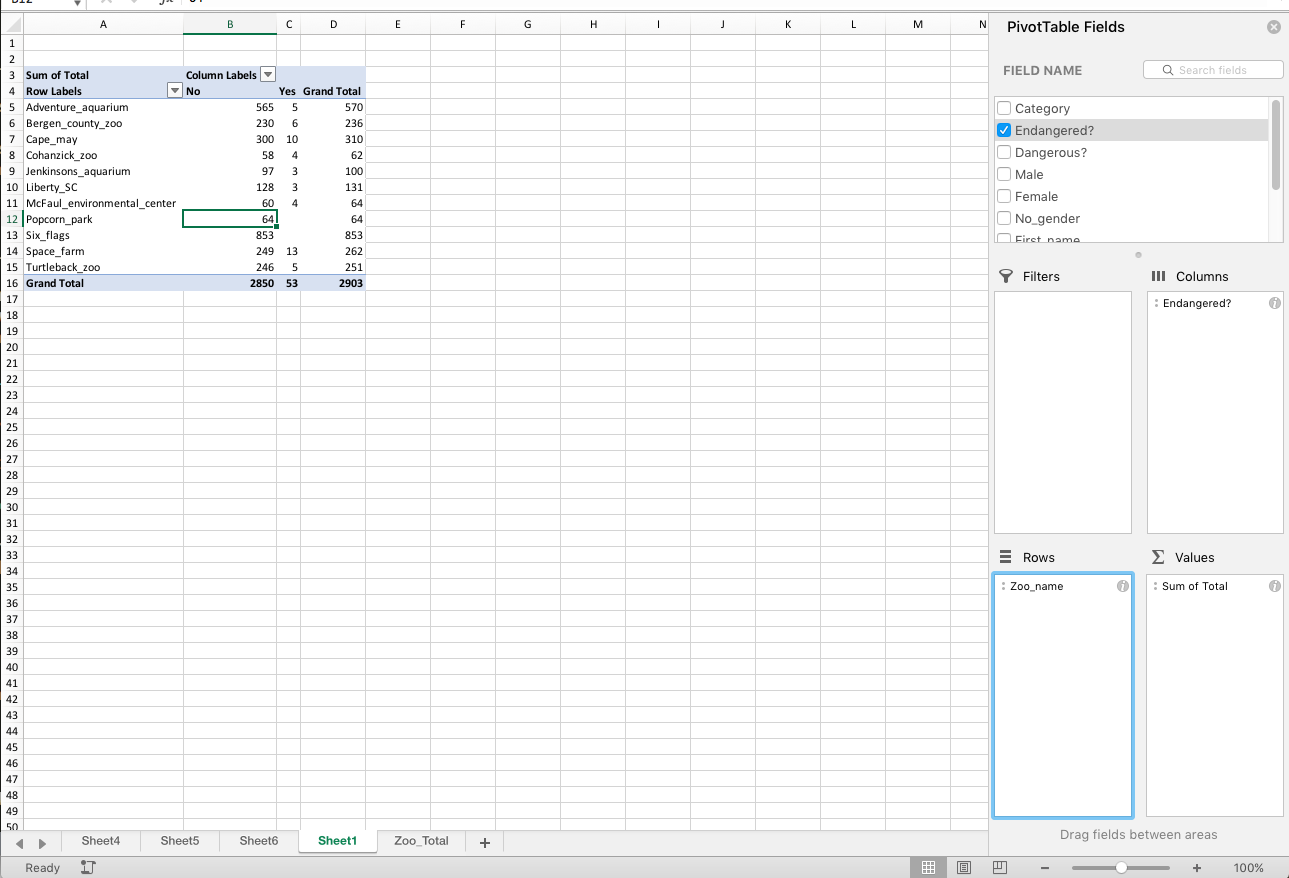 A B C D E F G H I J K L M N
PivotTable Fields
FIELD NAME
Search fields
1
2
3 Sum of Total Column Labels
4 Row Labels No Yes Grand Total
5 Adventure_aquarium 565 5 570
6 Bergen_county_zoo 230 6 236
7 Cape_may 300 10 310
8 Cohanzick_zoo 58 4 62
9 Jenkinsons_aquarium 97 3 100
10 Liberty_SC 128 3 131
11 McFaul_environmental_center 60 4 64
12 Popcorn_park 64 64
13 Six_flags 853 853
14 Space_farm 249 13 262
15 Turtleback_zoo 246 5 251
16 Grand Total 2850 53 2903
17
18
19
20
21
22
23
24
25
26
27
28
29
30
31
32
33
34
35
36
37
38
39
40
41
42
43
44
45
46
47
48
49
50
Category
Endangered?
Dangerous?
Male
Female
No_gender
First_name
Filters
Columns
Endangered?
Rows
Values
Zoo_name
Sum of Total
Drag fields between areas
Sheet4 Sheet5 Sheet6 Sheet1 Zoo_Total +
Ready
100%